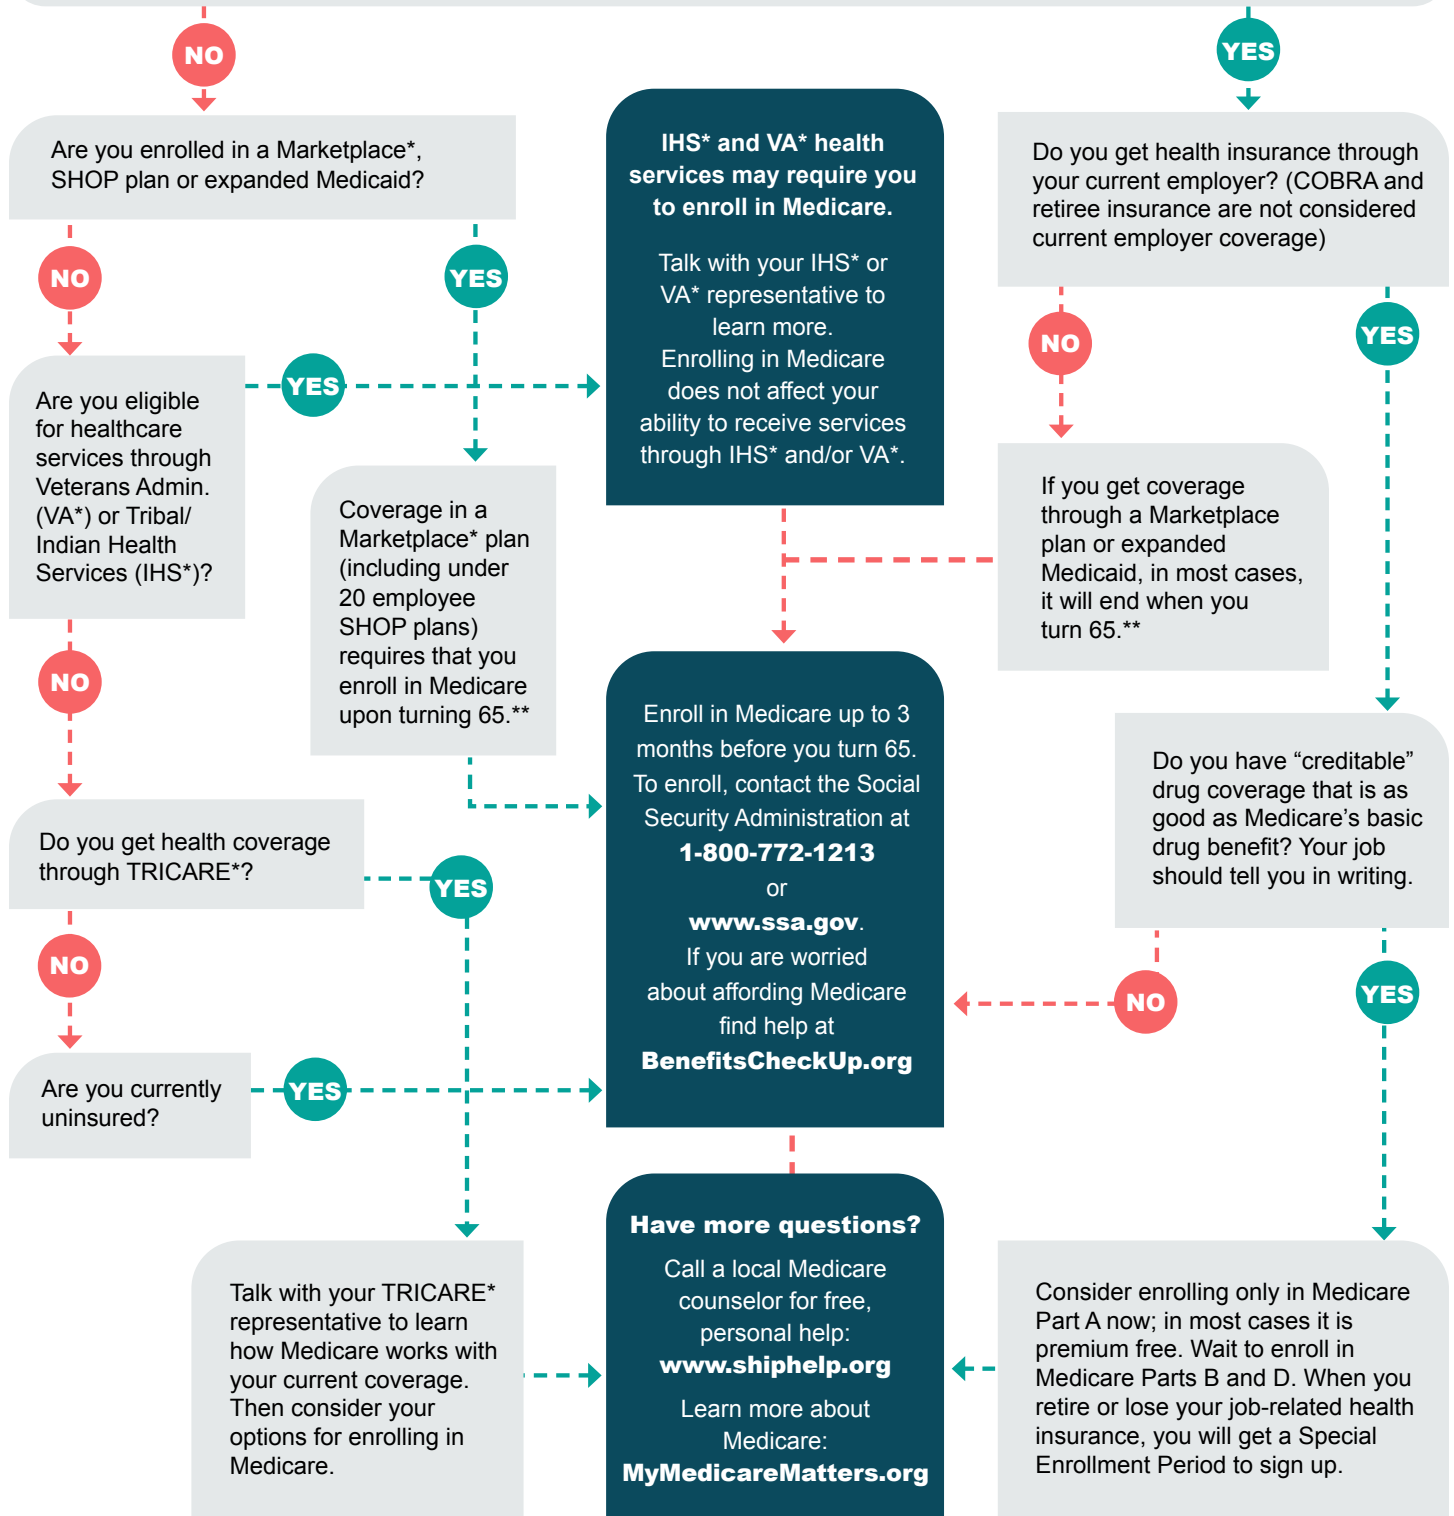 NO
YES
Are you enrolled in a Marketplace*,
SHOP plan or expanded Medicaid?
NO
YES
Are you eligible
for healthcare
services through
Veterans Admin.
(VA*) or Tribal/
Indian Health
Services (IHS*)?
YES
NO
Coverage in a
Marketplace* plan
(including under
20 employee
SHOP plans)
requires that you
enroll in Medicare
upon turning 65.**
Do you get health coverage
through TRICARE*?
YES
NO
Are you currently
uninsured?
YES
Talk with your TRICARE*
representative to learn
how Medicare works with
your current coverage.
Then consider your
options for enrolling in
Medicare.
IHS* and VA* health
services may require you
to enroll in Medicare.
Talk with your IHS* or
VA* representative to
learn more.
Enrolling in Medicare
does not affect your
ability to receive services
through IHS* and/or VA*.
Enroll in Medicare up to 3
months before you turn 65.
To enroll, contact the Social
Security Administration at
1-800-772-1213
or
www.ssa.gov.
If you are worried
about affording Medicare
find help at
BenefitsCheckUp.org
Have more questions?
Call a local Medicare
counselor for free,
personal help:
www.shiphelp.org
Learn more about
Medicare:
MyMedicareMatters.org
Do you get health insurance through
your current employer? (COBRA and
retiree insurance are not considered
current employer coverage)
NO
YES
If you get coverage
through a Marketplace
plan or expanded
Medicaid, in most cases,
it will end when you
turn 65.**
Do you have “creditable”
drug coverage that is as
good as Medicare’s basic
drug benefit? Your job
should tell you in writing.
NO
YES
Consider enrolling only in Medicare
Part A now; in most cases it is
premium free. Wait to enroll in
Medicare Parts B and D. When you
retire or lose your job-related health
insurance, you will get a Special
Enrollment Period to sign up.